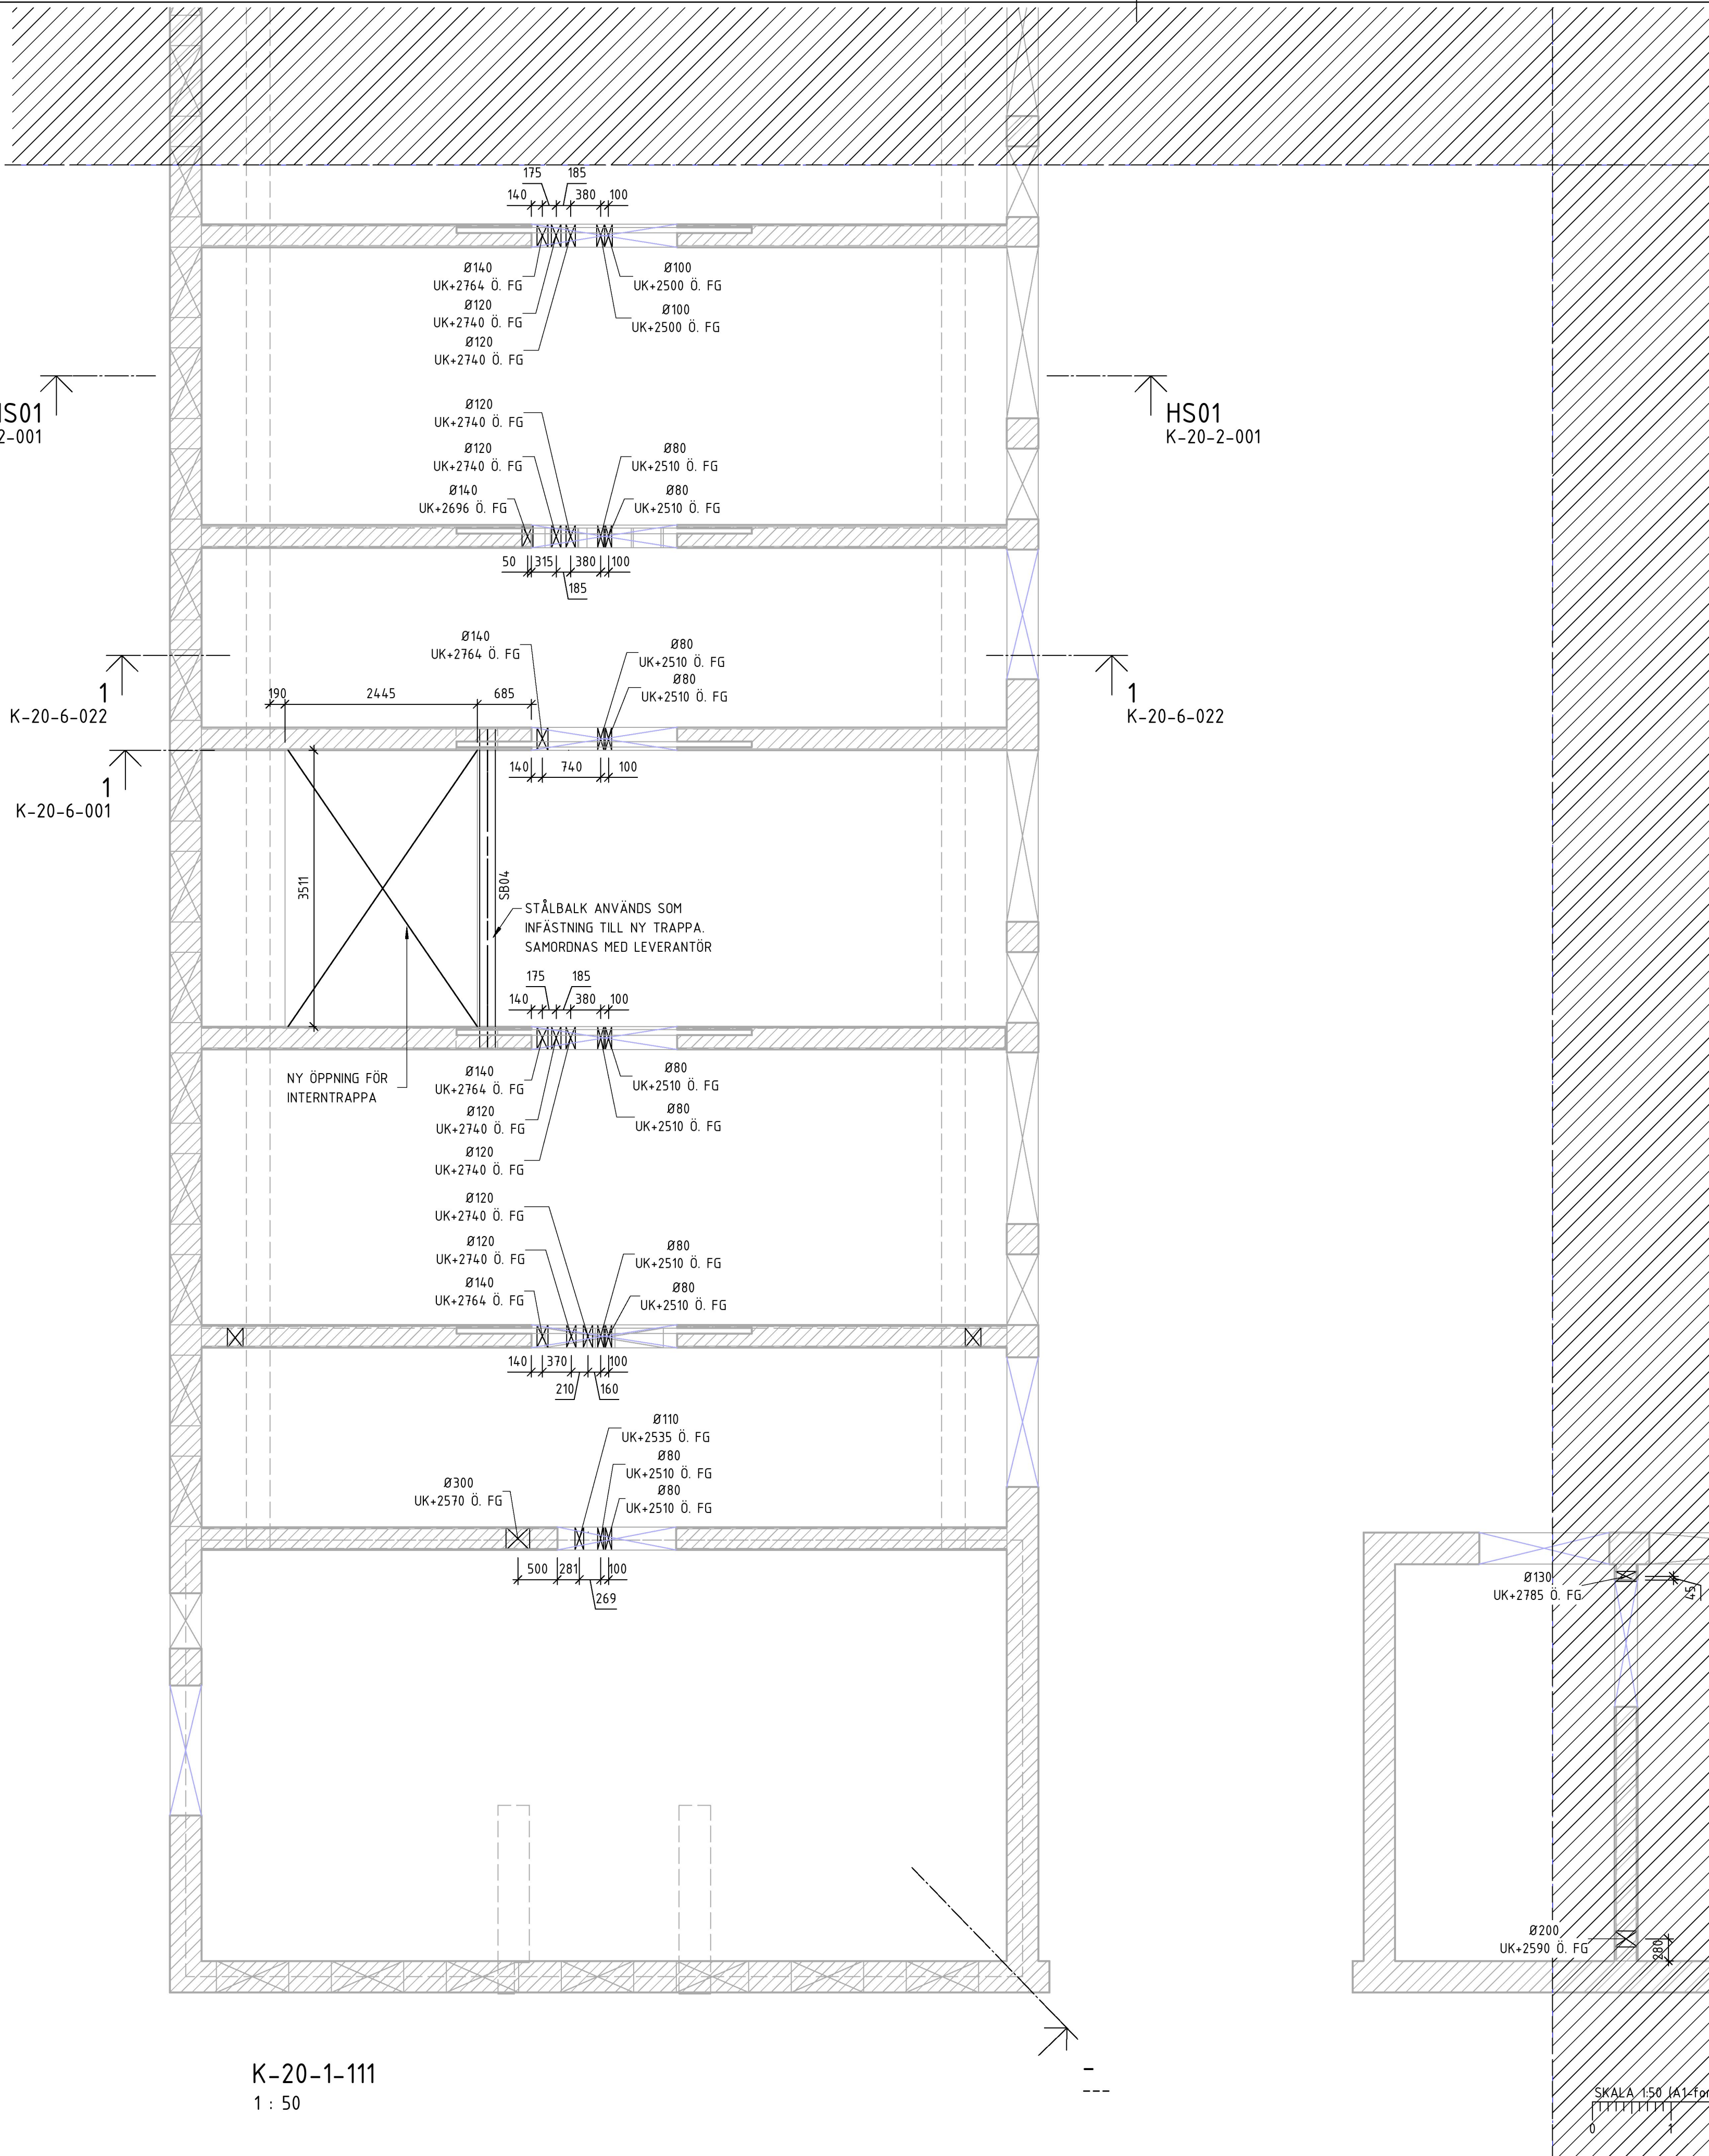 175
185
140
380
100
Ø140
UK+2764 Ö. FG
Ø120
UK+2740 Ö. FG
Ø120
UK+2740 Ö. FG
Ø100
UK+2500 Ö. FG
Ø100
UK+2500 Ö. FG
HS01
K-20-2-001
Ø120
UK+2740 Ö. FG
Ø120
UK+2740 Ö. FG
Ø140
UK+2696 Ö. FG
Ø80
UK+2510 Ö. FG
Ø80
UK+2510 Ö. FG
50
315
380
100
185
Ø140
UK+2764 Ö. FG
Ø80
UK+2510 Ö. FG
Ø80
UK+2510 Ö. FG
1
K-20-6-022
1
K-20-6-022
190
2445
685
1
K-20-6-001
140
740
100
3511
SB04
STÅLBALK ANVÄNDS SOM
INFÄSTNING TILL NY TRAPPA.
SAMORDNAS MED LEVERANTÖR
175
185
140
380
100
NY ÖPPNING FÖR
INTERNTRAPPA
Ø140
UK+2764 Ö. FG
Ø120
UK+2740 Ö. FG
Ø120
UK+2740 Ö. FG
Ø80
UK+2510 Ö. FG
Ø80
UK+2510 Ö. FG
Ø120
UK+2740 Ö. FG
Ø120
UK+2740 Ö. FG
Ø140
UK+2764 Ö. FG
Ø80
UK+2510 Ö. FG
Ø80
UK+2510 Ö. FG
140
370
100
210
160
Ø110
UK+2535 Ö. FG
Ø80
UK+2510 Ö. FG
Ø80
UK+2510 Ö. FG
Ø300
UK+2570 Ö. FG
500
281
100
269
Ø130
UK+2785 Ö. FG
45
Ø200
UK+2590 Ö. FG
280
K-20-1-111
1 : 50
-
---
SKALA 1:50
0
1